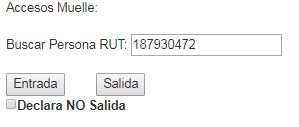 Accesos Muelle:
Buscar Persona RUT: 187930472
Entrada Salida
Declara NO Salida